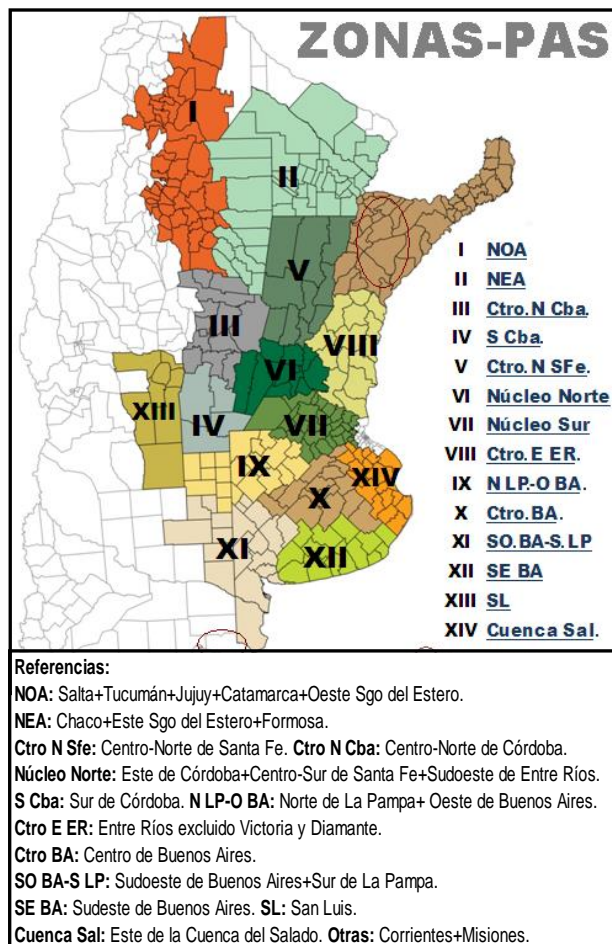 ZONAS-PAS
I
II
V
III
VIII
VI
XIII
IV
VII
IX
XIV
X
XI
XII
I NOA
II NEA
III Ctro.N Cba.
IV S Cba.
V Ctro.N SFe.
VI Núcleo Norte
VII Núcleo Sur
VIII Ctro.E ER.
IX N LP.-O BA.
X Ctro.BA.
XI SO.BA-S.LP
XII SE BA
XIII SL
XIV Cuenca Sal.
Referencias:
NOA: Salta+Tucumán+Jujuy+Catamarca+Oeste Sgo del Estero.
NEA: Chaco+Este Sgo del Estero+Formosa.
Ctro N Sfe: Centro-Norte de Santa Fe. Ctro N Cba: Centro-Norte de Córdoba.
Núcleo Norte: Este de Córdoba+Centro-Sur de Santa Fe+Sudoeste de Entre Ríos.
S Cba: Sur de Córdoba. N LP-O BA: Norte de La Pampa+ Oeste de Buenos Aires.
Ctro E ER: Entre Ríos excluido Victoria y Diamante.
Ctro BA: Centro de Buenos Aires.
SO BA-S LP: Sudoeste de Buenos Aires+Sur de La Pampa.
SE BA: Sudeste de Buenos Aires. SL: San Luis.
Cuenca Sal: Este de la Cuenca del Salado. Otras: Corrientes+Misiones.